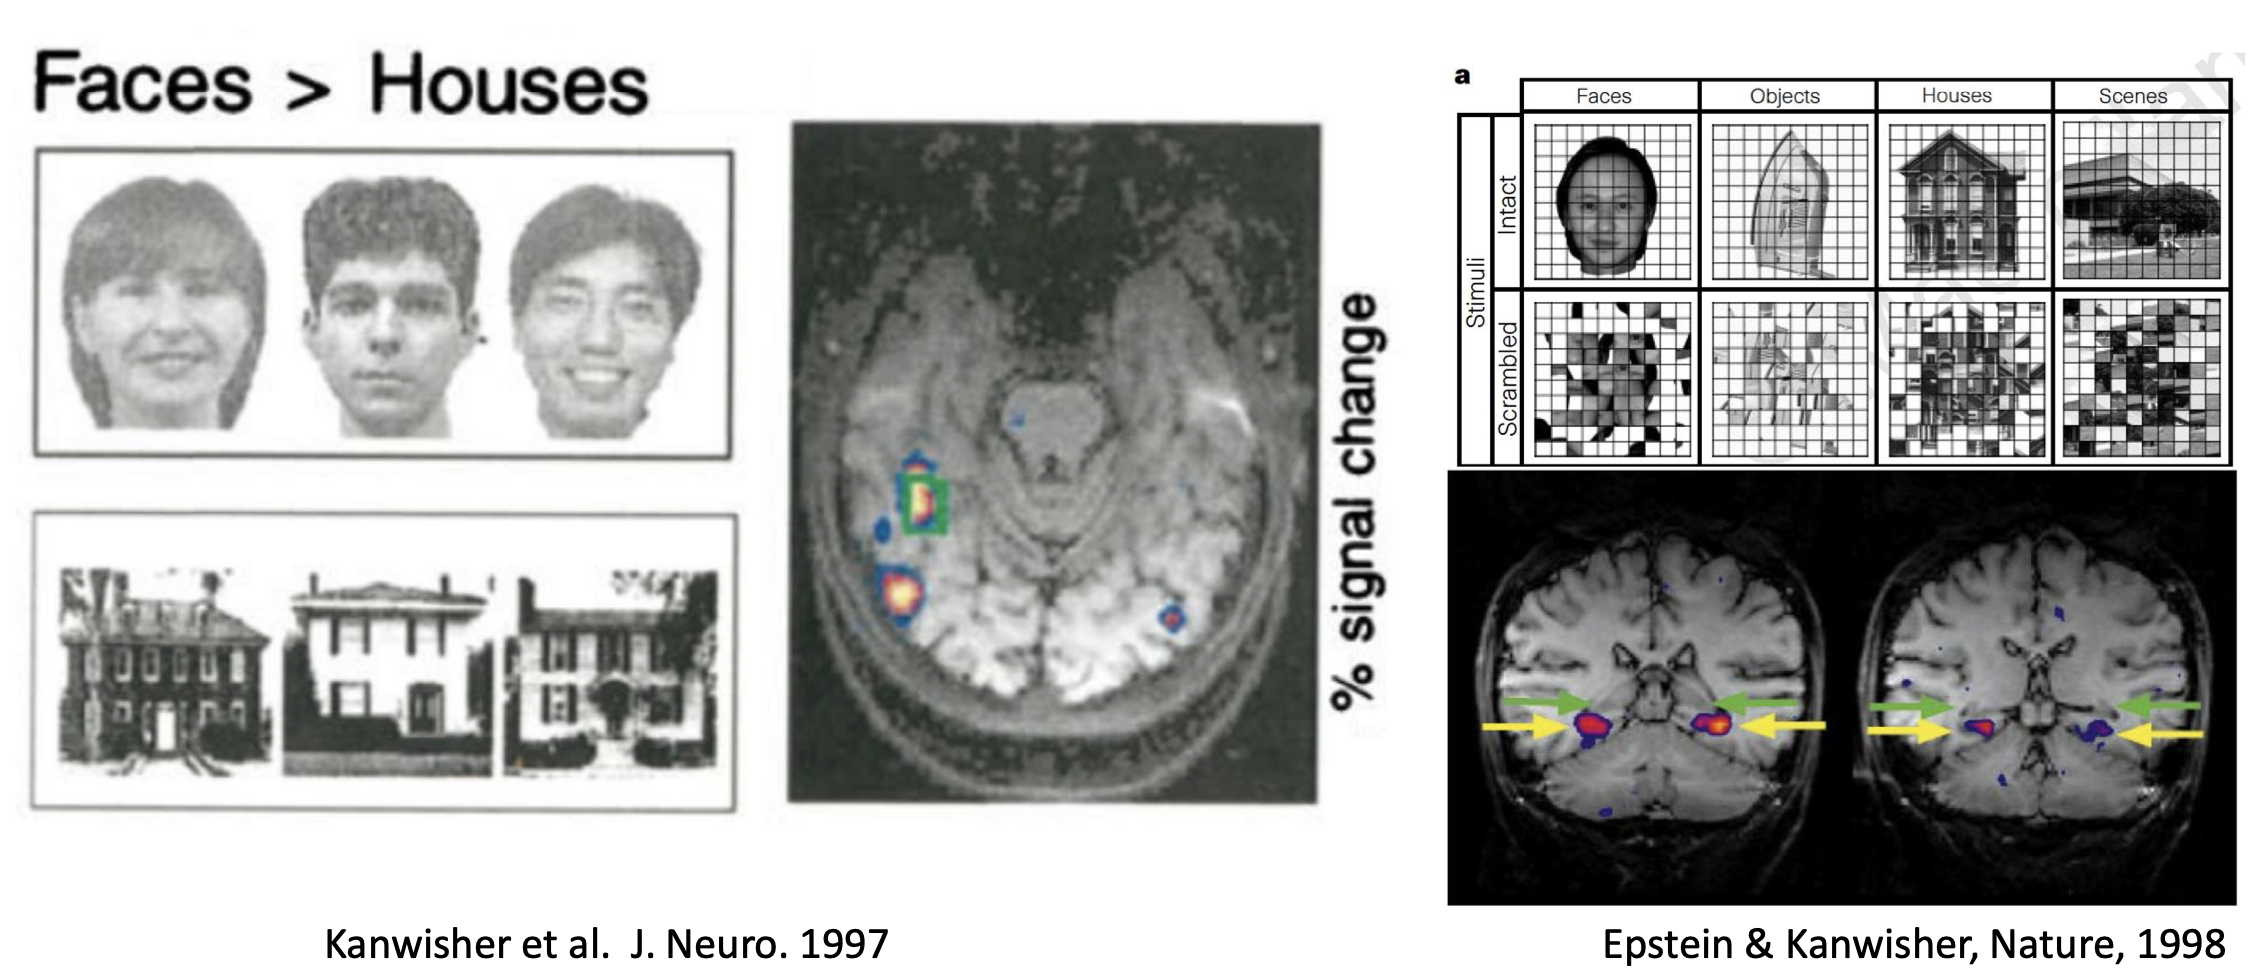 Faces > Houses
% signal change
Kanwisher et al. J. Neuro. 1997
a
Faces Objects Houses Scenes
Stimuli
Intact
Scrambled
Epstein & Kanwisher, Nature, 1998